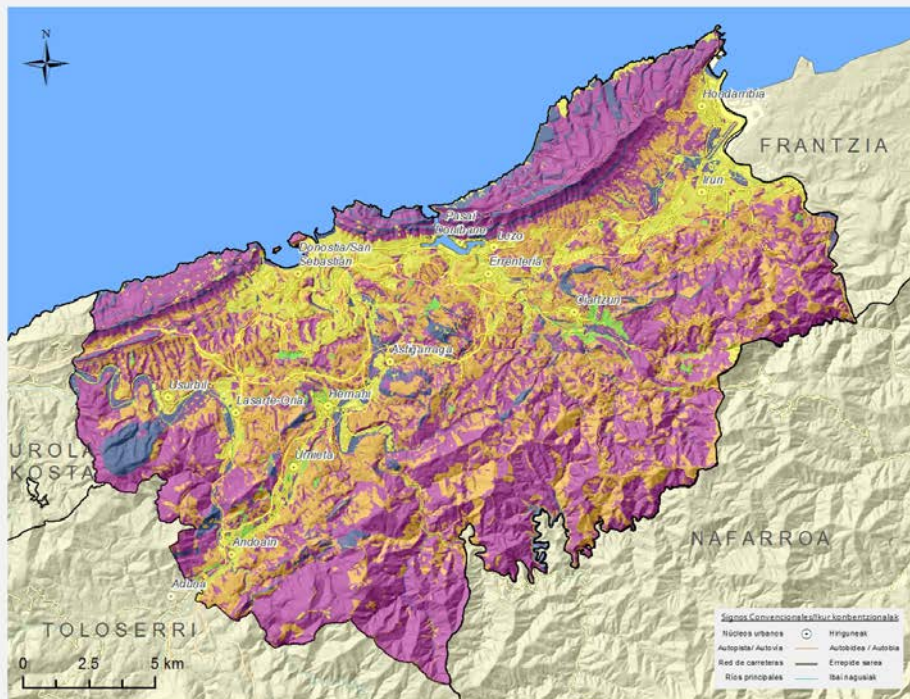 N
Hondarribia
FRANTZIA
Irun
Pasai
Donibane
Lezo
Donostia/San
Sebastián
Errenteria
Oiartzun
Astigarraga
Usurbil
Lasarte-Oria
Hernani
UROLA
KOSTA
Urnieta
NAFARROA
Andoain
Aduna
TOLOSERRI
0 2.5 5 km
Signos Convencionales/Ikur konbentzionalak
Núcleos urbanos Hiriguneak
Autopista/ Autovía Autobidea / Autobia
Red de carreteras Errepide sarea
Ríos principales Ibai nagusiak